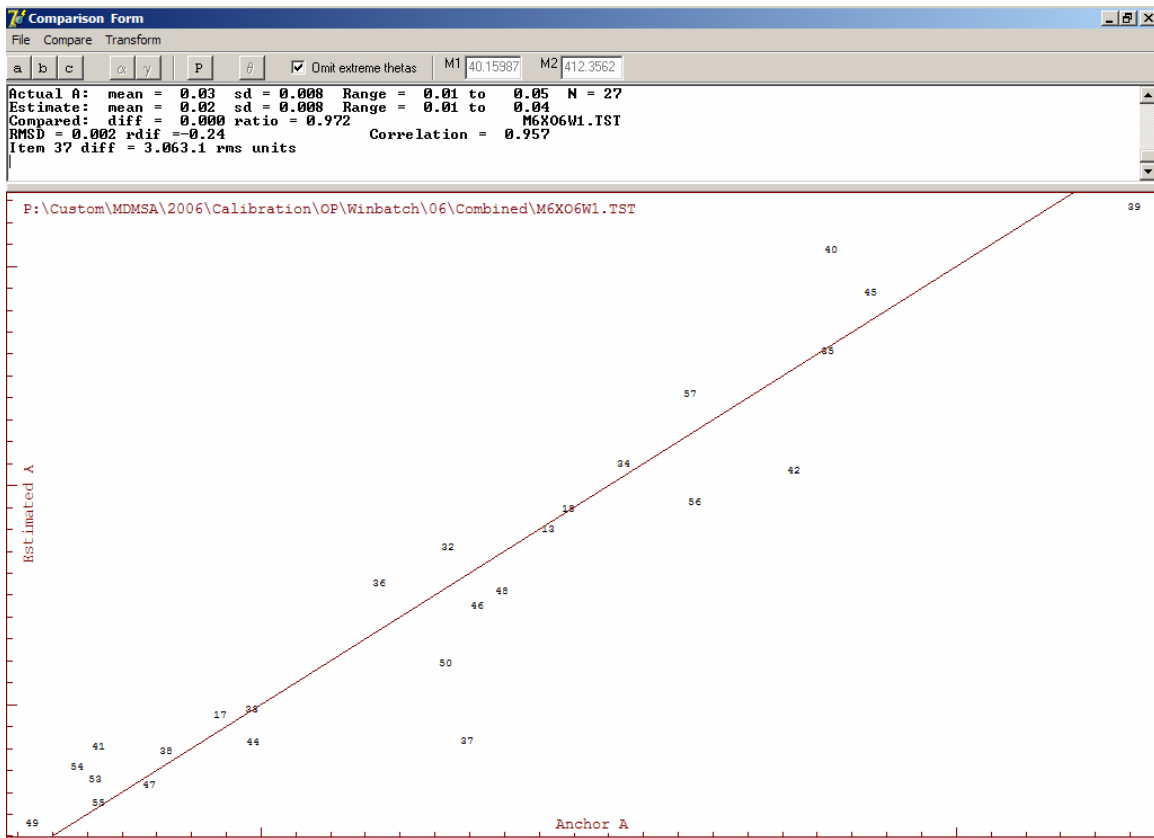 Comparison Form
File Compare Transform
a b c α γ P θ Omit extreme thetas M1 40.15987 M2 412.3562
Actual A: mean = 0.03 sd = 0.008 Range = 0.01 to 0.05 N = 27
Estimate: mean = 0.02 sd = 0.008 Range = 0.01 to 0.04
Compared: diff = 0.000 ratio = 0.972 M6XO6W1.TST
RMSD = 0.002 rdif =-0.24 Correlation = 0.957
Item 37 diff = 3.063.1 rms units
P:\Custom\MDMSA\2006\Calibration\OP\Winbatch\06\Combined\M6XO6W1.TST
39
40
45
35
57
34
42
56
18
13
32
36
48
46
50
17
33
44
37
41
38
54
53
47
55
49
Estimated A
Anchor A